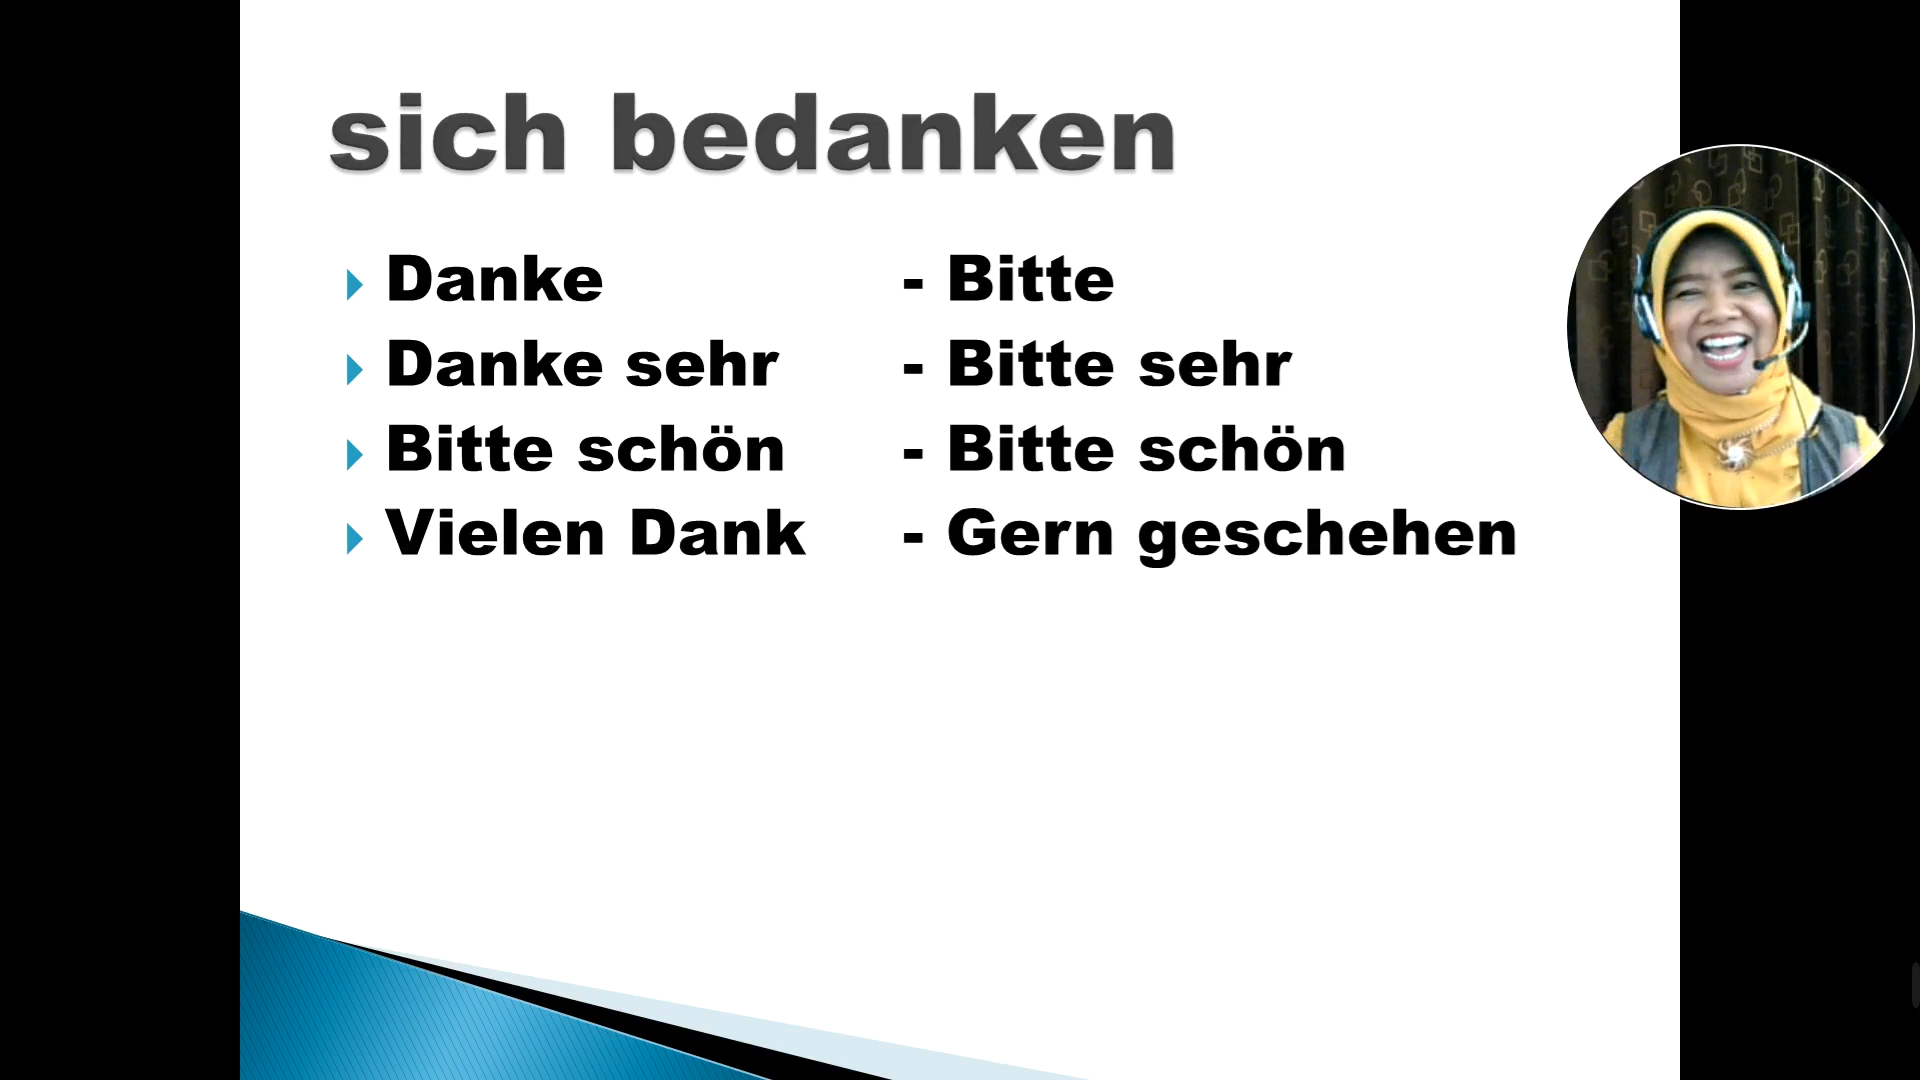 sich bedanken
Danke - Bitte
Danke sehr - Bitte sehr
Bitte schön - Bitte schön
Vielen Dank - Gern geschehen